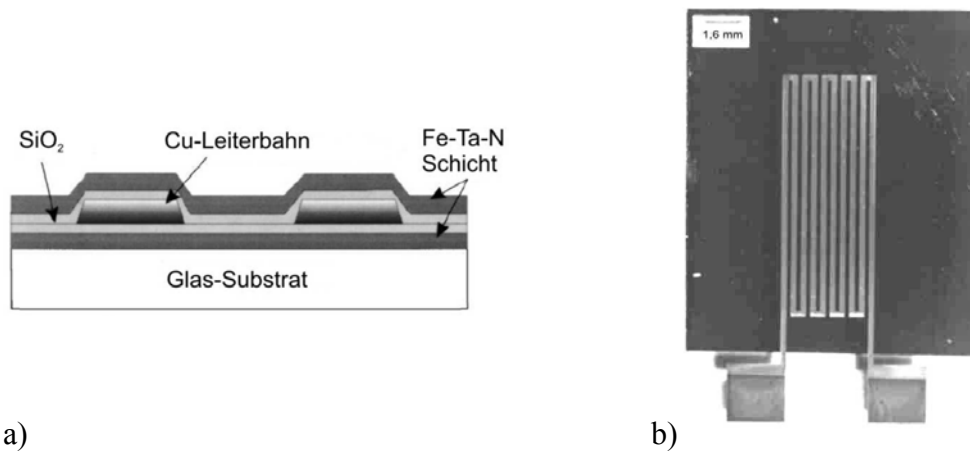 SiO₂
Cu-Leiterbahn
Fe-Ta-N
Schicht
Glas-Substrat
a)
1,6 mm
b)